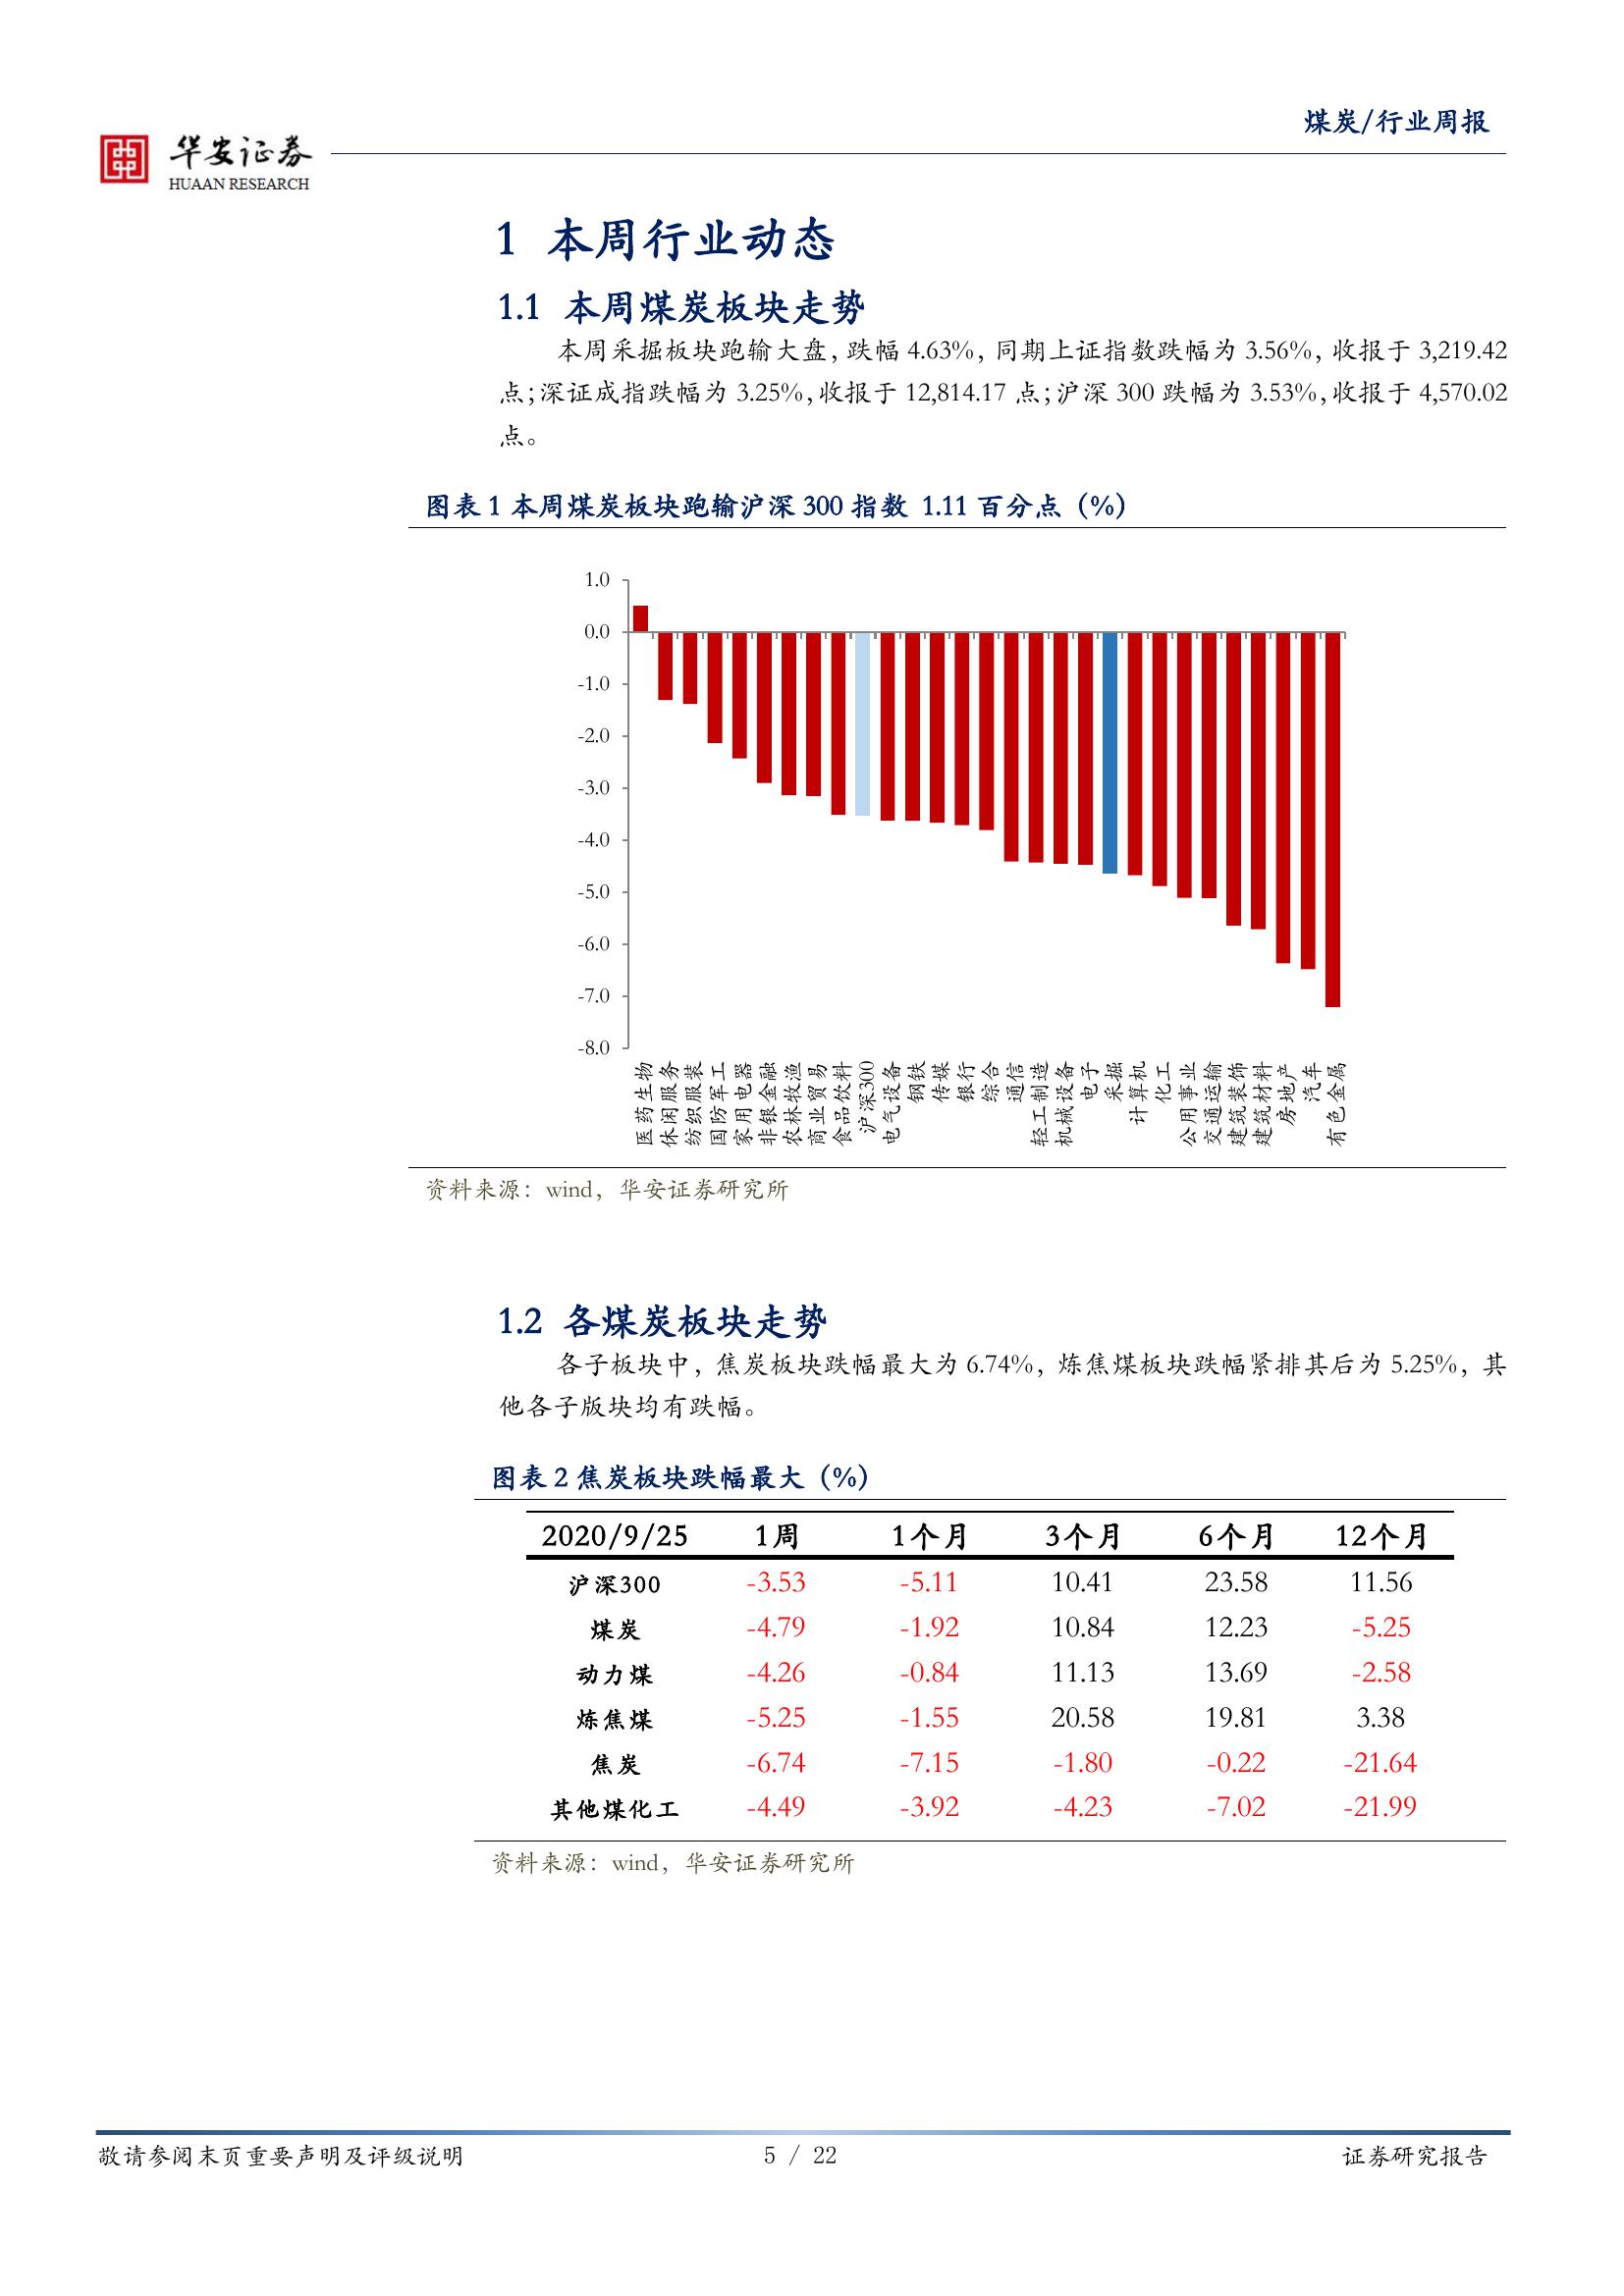 煤炭/行业周报
华安证券
HUAAN RESEARCH
1 本周行业动态
1.1 本周煤炭板块走势
本周采掘板块跑输大盘，跌幅 4.63%，同期上证指数跌幅为 3.56%，收报于 3,219.42
点；深证成指跌幅为 3.25%，收报于 12,814.17 点；沪深 300 跌幅为 3.53%，收报于 4,570.02
点。
图表 1 本周煤炭板块跑输沪深 300 指数 1.11 百分点（%）
1.0
0.0
-1.0
-2.0
-3.0
-4.0
-5.0
-6.0
-7.0
-8.0
医药生物
休闲服务
纺织服装
国防军工
家用电器
非银金融
农林牧渔
商业贸易
食品饮料
沪深300
电气设备
钢铁
传媒
银行
综合
通信
轻工制造
机械设备
电子
采掘
计算机
化工
公用事业
交通运输
建筑装饰
建筑材料
房地产
汽车
有色金属
资料来源：wind，华安证券研究所
1.2 各煤炭板块走势
各子板块中，焦炭板块跌幅最大为 6.74%，炼焦煤板块跌幅紧排其后为 5.25%，其
他各子版块均有跌幅。
图表 2 焦炭板块跌幅最大（%）
2020/9/25 1周 1个月 3个月 6个月 12个月
沪深300 -3.53 -5.11 10.41 23.58 11.56
煤炭 -4.79 -1.92 10.84 12.23 -5.25
动力煤 -4.26 -0.84 11.13 13.69 -2.58
炼焦煤 -5.25 -1.55 20.58 19.81 3.38
焦炭 -6.74 -7.15 -1.80 -0.22 -21.64
其他煤化工 -4.49 -3.92 -4.23 -7.02 -21.99
资料来源：wind，华安证券研究所
敬请参阅末页重要声明及评级说明 5 / 22 证券研究报告